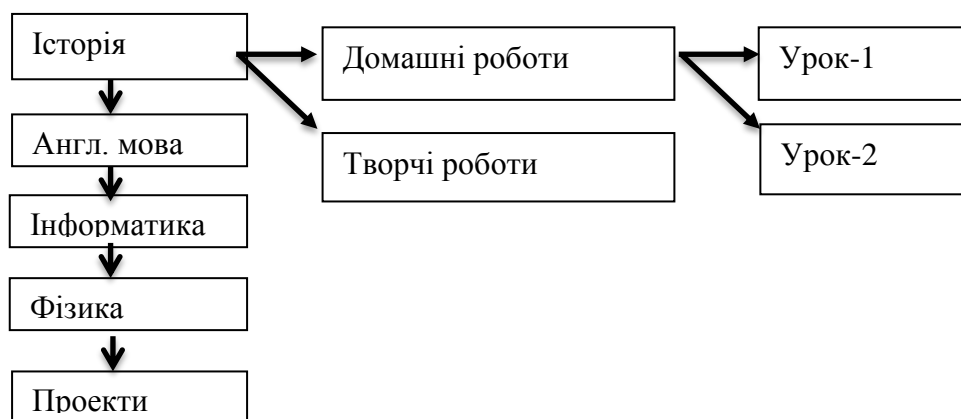 Історія
Домашні роботи
Урок-1
Англ. мова
Творчі роботи
Урок-2
Інформатика
Фізика
Проекти